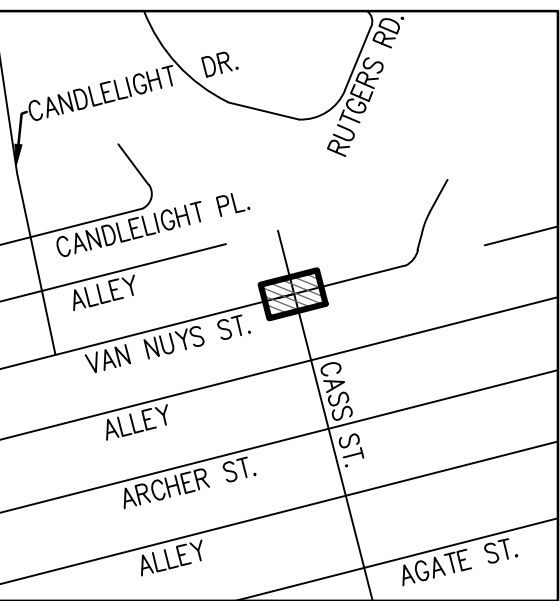 CANDLELIGHT DR.
RUTGERS RD.
CANDLELIGHT PL.
ALLEY
VAN NUYS ST.
CASS ST.
ALLEY
ARCHER ST.
ALLEY
AGATE ST.